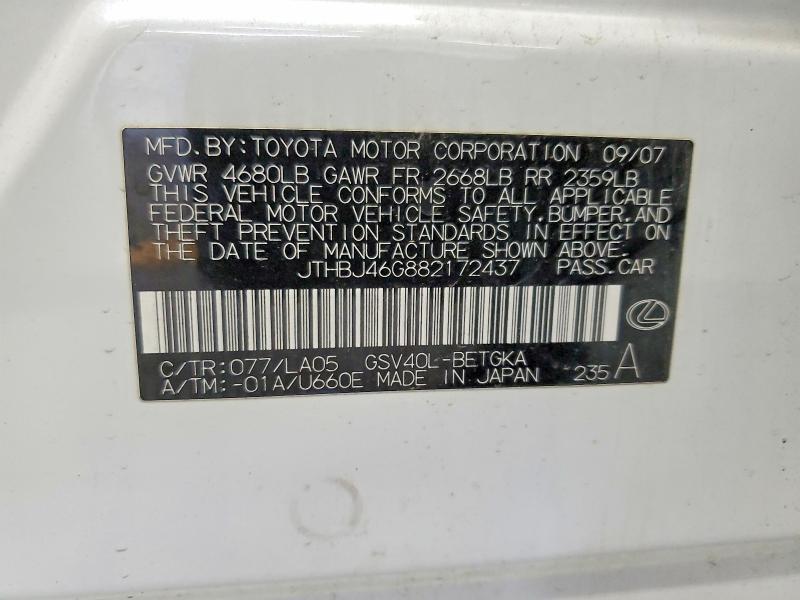 MFD.BY:TOYOTA MOTOR CORPORATION 09/07
GVWR 4680LB GAWR FR 2668LB RR 2359LB
THIS VEHICLE CONFORMS TO ALL APPLICABLE
FEDERAL MOTOR VEHICLE SAFETY,BUMPER,AND
THEFT PREVENTION STANDARDS IN EFFECT ON
THE DATE OF MANUFACTURE SHOWN ABOVE.
JTHBJ46G882172437 PASS.CAR
C/TR:077/LA05 GSV40L-BETGKA
A/TM:-01A/U660E MADE IN JAPAN 235 A